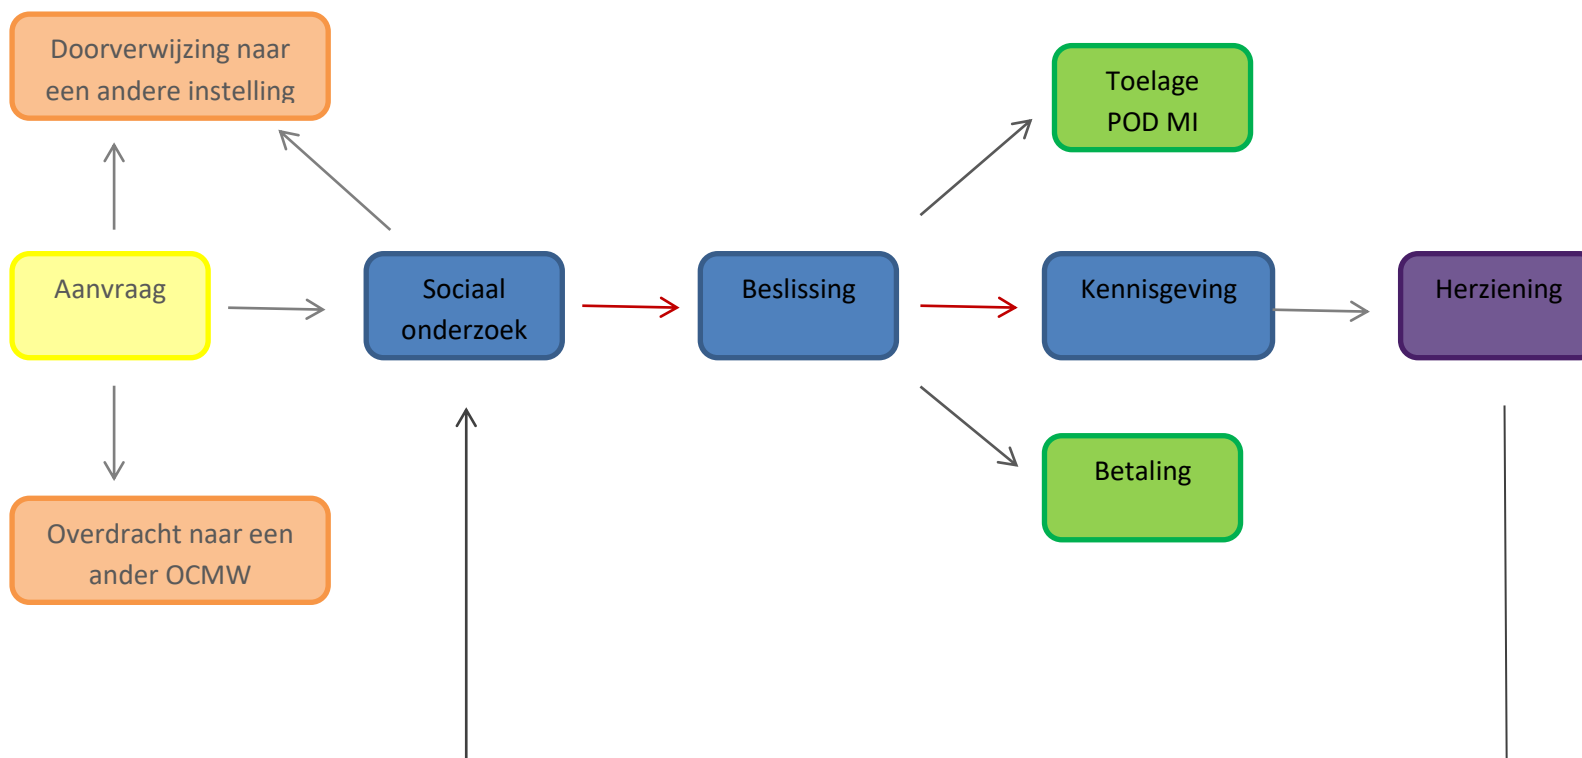 Doorverwijzing naar
een andere instelling
Toelage
POD MI
Aanvraag
Sociaal
onderzoek
Beslissing
Kennisgeving
Herziening
Betaling
Overdracht naar een
ander OCMW